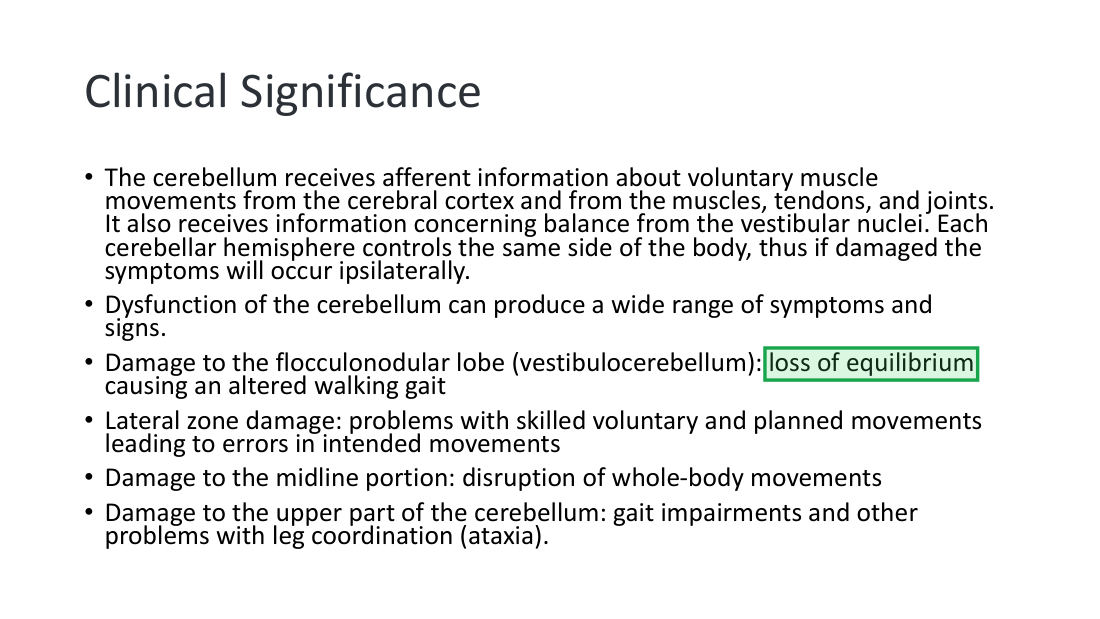 Clinical Significance
• The cerebellum receives afferent information about voluntary muscle
movements from the cerebral cortex and from the muscles, tendons, and joints.
It also receives information concerning balance from the vestibular nuclei. Each
cerebellar hemisphere controls the same side of the body, thus if damaged the
symptoms will occur ipsilaterally.
• Dysfunction of the cerebellum can produce a wide range of symptoms and
signs.
• Damage to the flocculonodular lobe (vestibulocerebellum): loss of equilibrium
causing an altered walking gait
• Lateral zone damage: problems with skilled voluntary and planned movements
leading to errors in intended movements
• Damage to the midline portion: disruption of whole-body movements
• Damage to the upper part of the cerebellum: gait impairments and other
problems with leg coordination (ataxia).